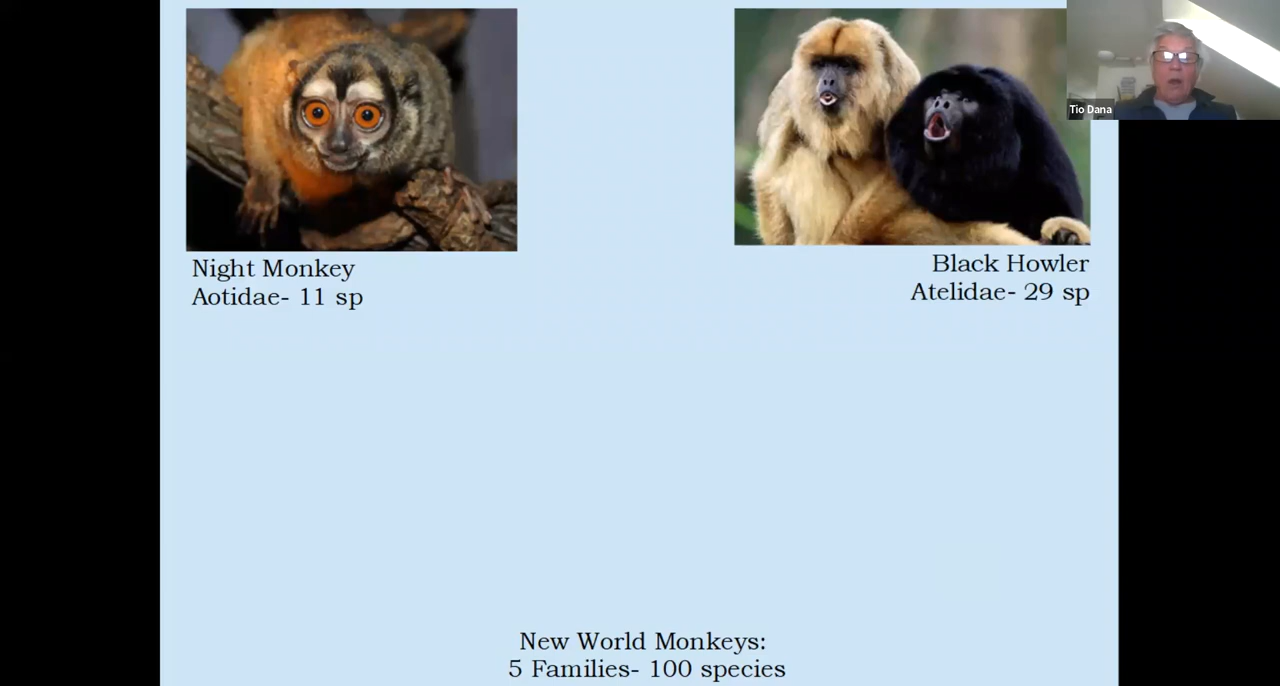 Tio Dana
Night Monkey
Aotidae- 11 sp
Black Howler
Atelidae- 29 sp
New World Monkeys:
5 Families- 100 species